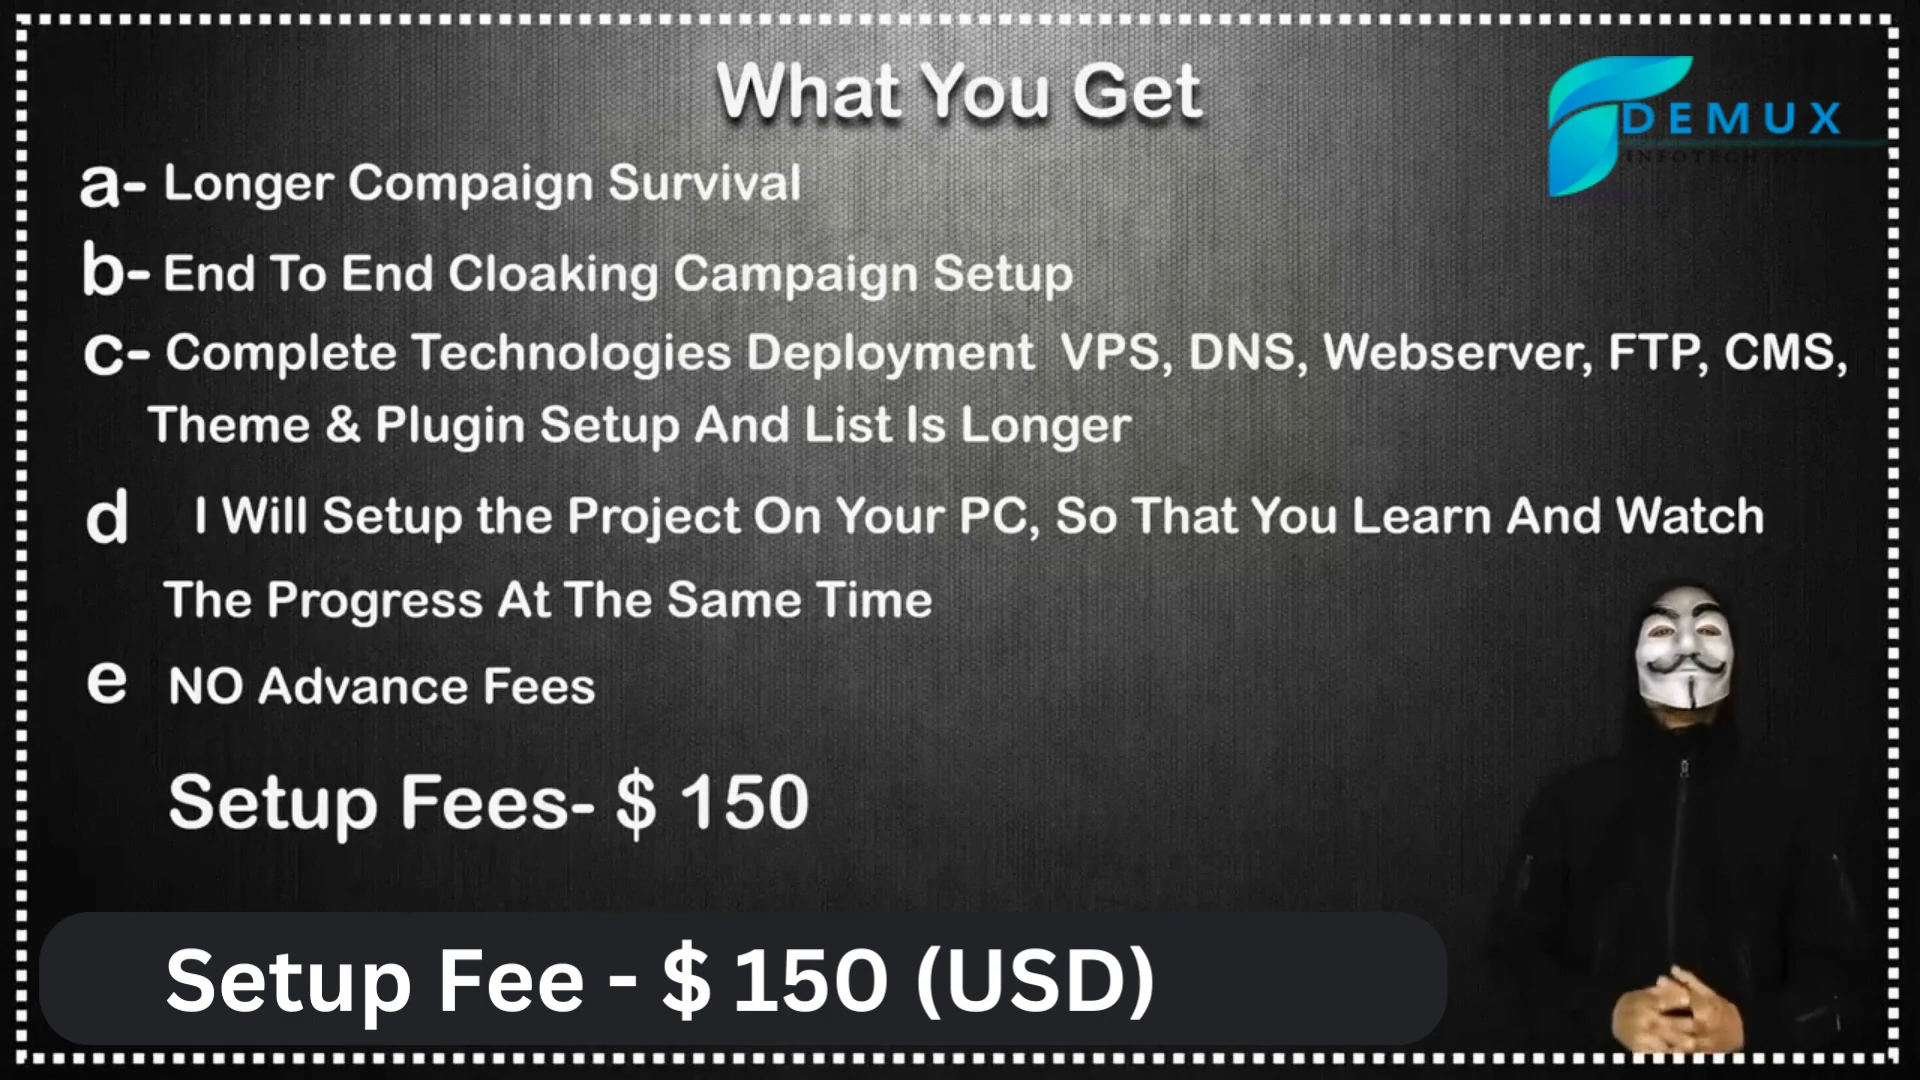 What You Get
DEMUX
INFOTECH
a- Longer Compaign Survival
b- End To End Cloaking Campaign Setup
c- Complete Technologies Deployment VPS, DNS, Webserver, FTP, CMS,
Theme & Plugin Setup And List Is Longer
d I Will Setup the Project On Your PC, So That You Learn And Watch
The Progress At The Same Time
e NO Advance Fees
Setup Fees- $ 150
Setup Fee - $ 150 (USD)